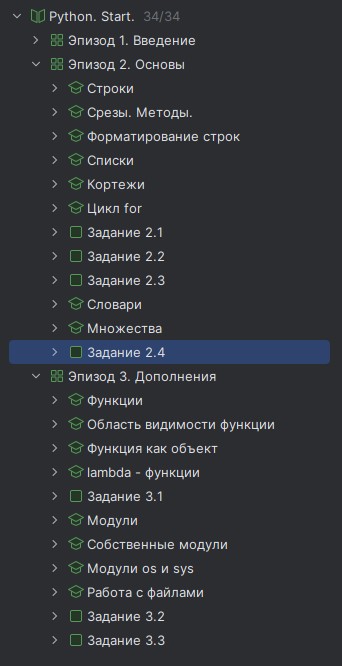 Python. Start. 34/34
Эпизод 1. Введение
Эпизод 2. Основы
Строки
Срезы. Методы.
Форматирование строк
Списки
Кортежи
Цикл for
Задание 2.1
Задание 2.2
Задание 2.3
Словари
Множества
Задание 2.4
Эпизод 3. Дополнения
Функции
Область видимости функции
Функция как объект
lambda - функции
Задание 3.1
Модули
Собственные модули
Модули os и sys
Работа с файлами
Задание 3.2
Задание 3.3